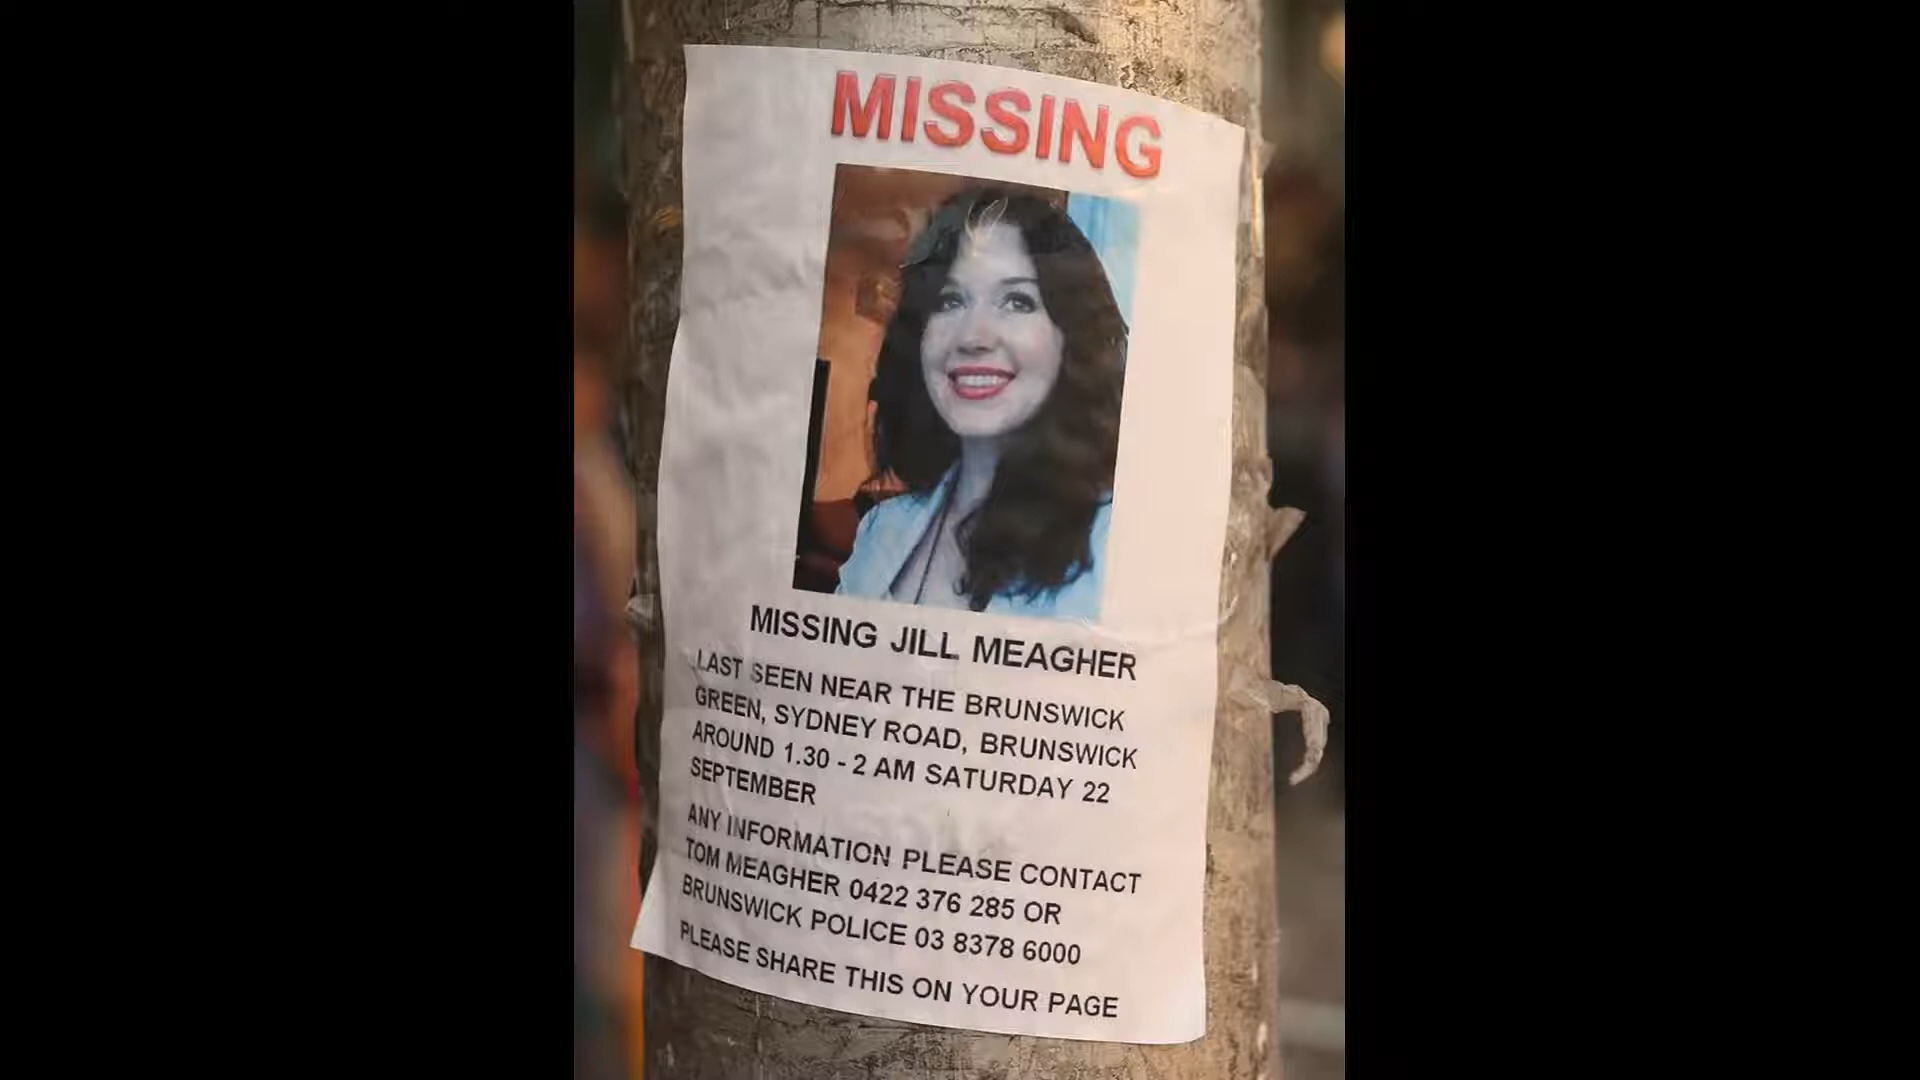 MISSING
MISSING JILL MEAGHER
LAST SEEN NEAR THE BRUNSWICK
GREEN, SYDNEY ROAD, BRUNSWICK
AROUND 1.30 - 2 AM SATURDAY 22
SEPTEMBER
ANY INFORMATION PLEASE CONTACT
TOM MEAGHER 0422 376 285 OR
BRUNSWICK POLICE 03 8378 6000
PLEASE SHARE THIS ON YOUR PAGE